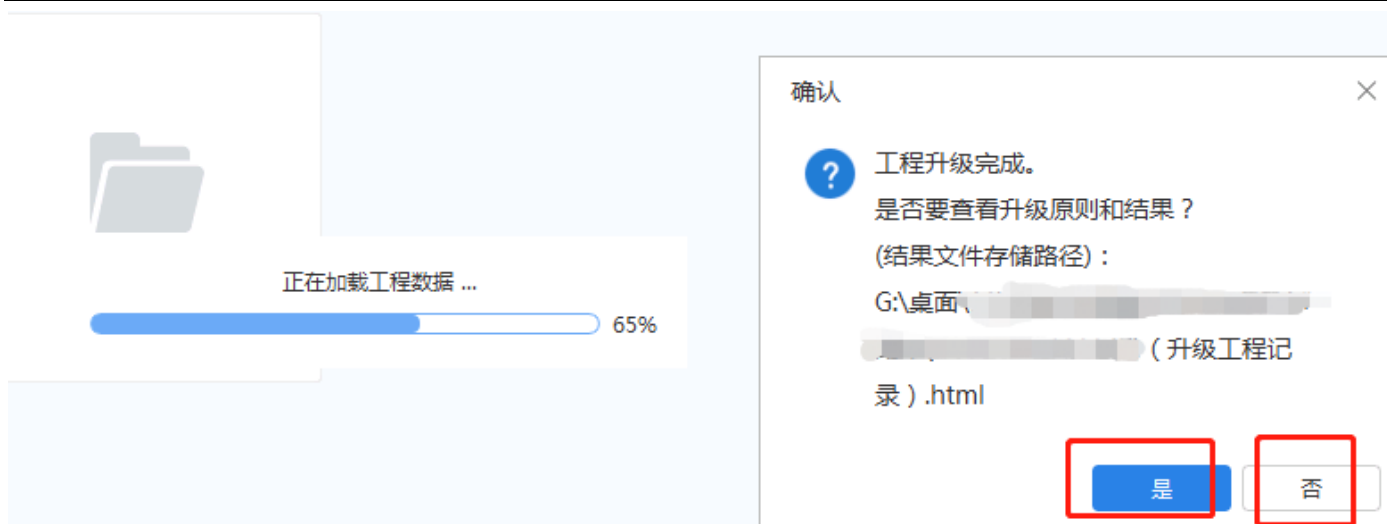 正在加载工程数据 ...
65%
确认
工程升级完成。
是否要查看升级原则和结果？
(结果文件存储路径)：
G:\桌面\
（升级工程记
录）.html
是
否